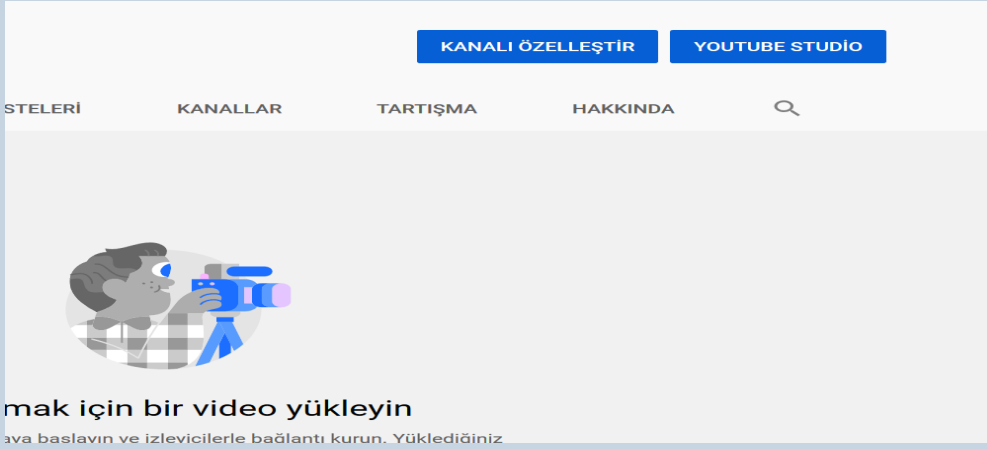 KANALI ÖZELLEŞTİR YOUTUBE STUDİO
STELERİ KANALLAR TARTIŞMA HAKKINDA
mak için bir video yükleyin
aya başlayın ve izleyicilerle bağlantı kurun. Yüklediğiniz